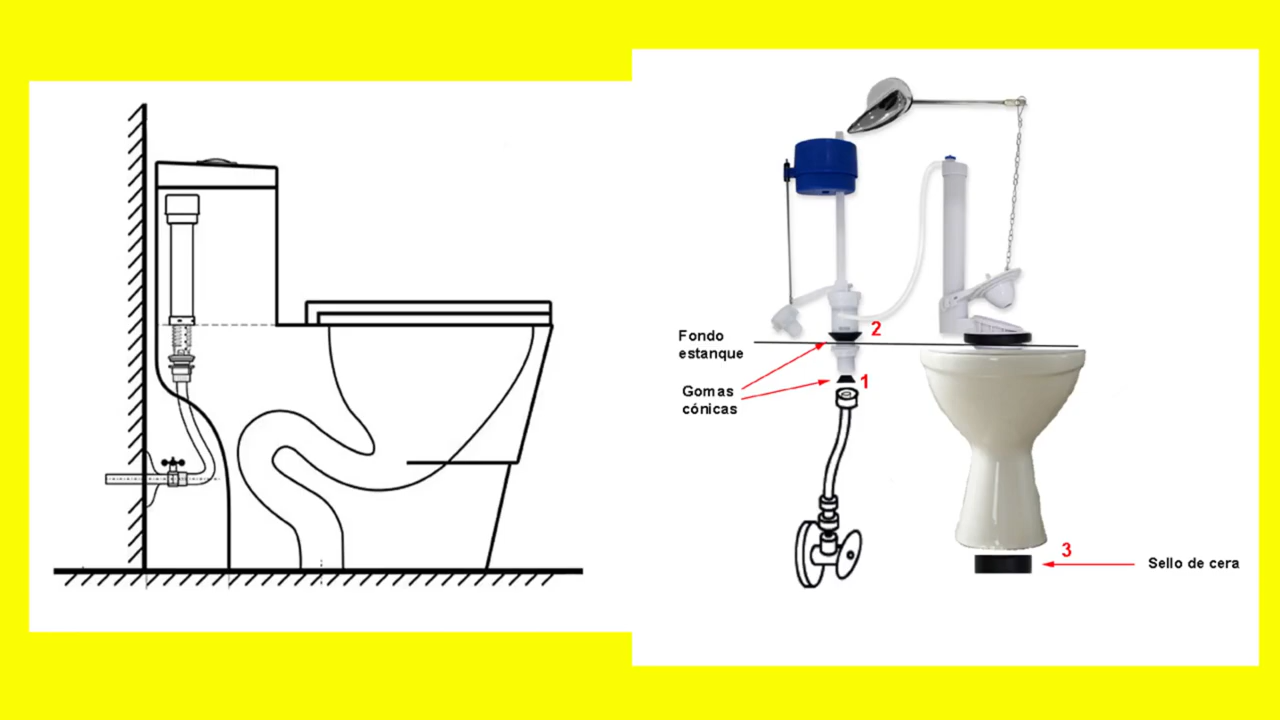 2
Fondo
estanque
1
Gomas
cónicas
3
Sello de cera